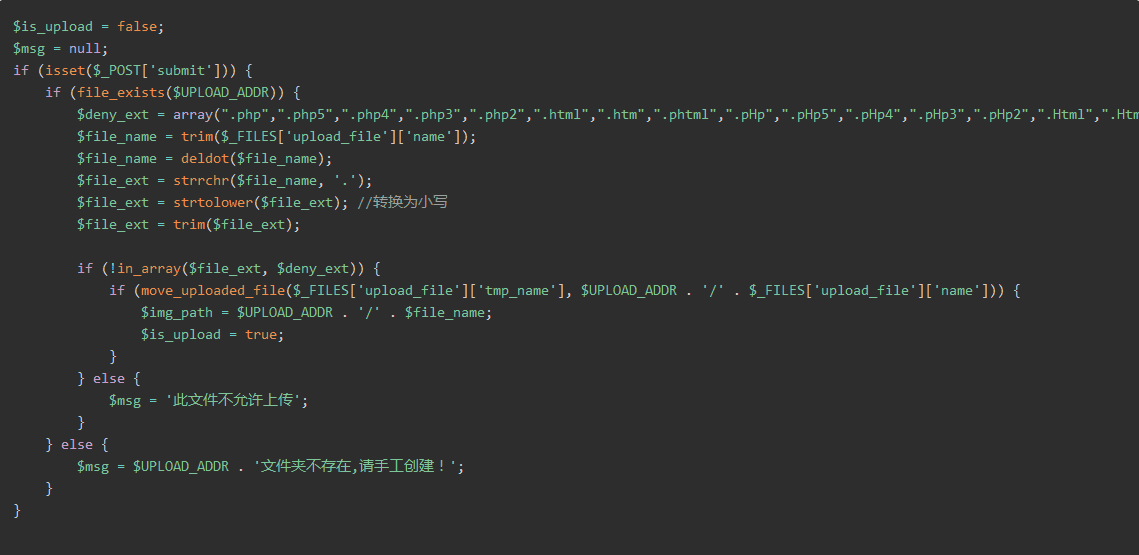 $is_upload = false;
$msg = null;
if (isset($_POST['submit'])) {
    if (file_exists($UPLOAD_ADDR)) {
        $deny_ext = array(".php",".php5",".php4",".php3",".php2",".html",".htm",".phtml",".pHp",".pHp5",".pHp4",".pHp3",".pHp2",".Html",".Htm
        $file_name = trim($_FILES['upload_file']['name']);
        $file_name = deldot($file_name);
        $file_ext = strrchr($file_name, '.');
        $file_ext = strtolower($file_ext); //转换为小写
        $file_ext = trim($file_ext);

        if (!in_array($file_ext, $deny_ext)) {
            if (move_uploaded_file($_FILES['upload_file']['tmp_name'], $UPLOAD_ADDR . '/' . $_FILES['upload_file']['name'])) {
                $img_path = $UPLOAD_ADDR . '/' . $file_name;
                $is_upload = true;
            }
        } else {
            $msg = '此文件不允许上传';
        }
    } else {
        $msg = $UPLOAD_ADDR . '文件夹不存在,请手工创建！';
    }
}